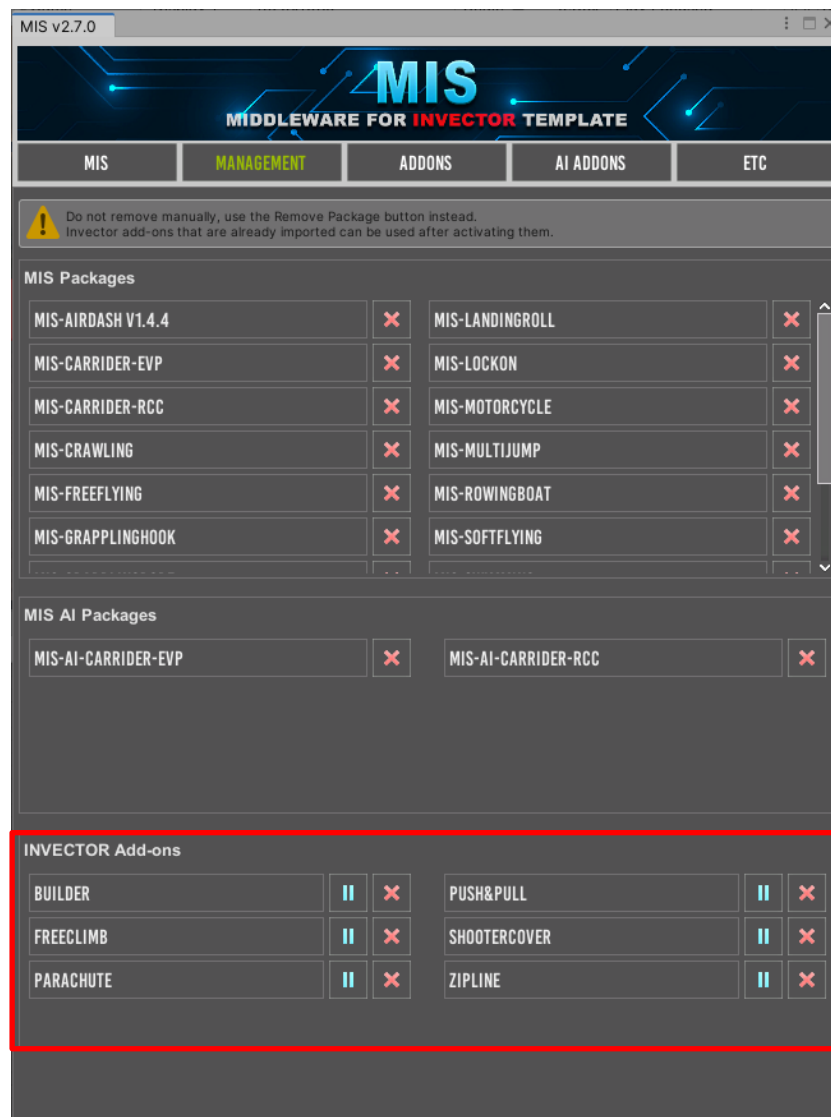 MIS v2.7.0
MIS
MIDDLEWARE FOR INVECTOR TEMPLATE
MIS
MANAGEMENT
ADDONS
AI ADDONS
ETC
Do not remove manually, use the Remove Package button instead.
Invector add-ons that are already imported can be used after activating them.
MIS Packages
MIS-AIRDASH V1.4.4
MIS-LANDINGROLL
MIS-CARRIDER-EVP
MIS-LOCKON
MIS-CARRIDER-RCC
MIS-MOTORCYCLE
MIS-CRAWLING
MIS-MULTIJUMP
MIS-FREEFLYING
MIS-ROWINGBOAT
MIS-GRAPPLINGHOOK
MIS-SOFTFLYING
MIS AI Packages
MIS-AI-CARRIDER-EVP
MIS-AI-CARRIDER-RCC
INVECTOR Add-ons
BUILDER
PUSH&PULL
FREECLIMB
SHOOTERCOVER
PARACHUTE
ZIPLINE